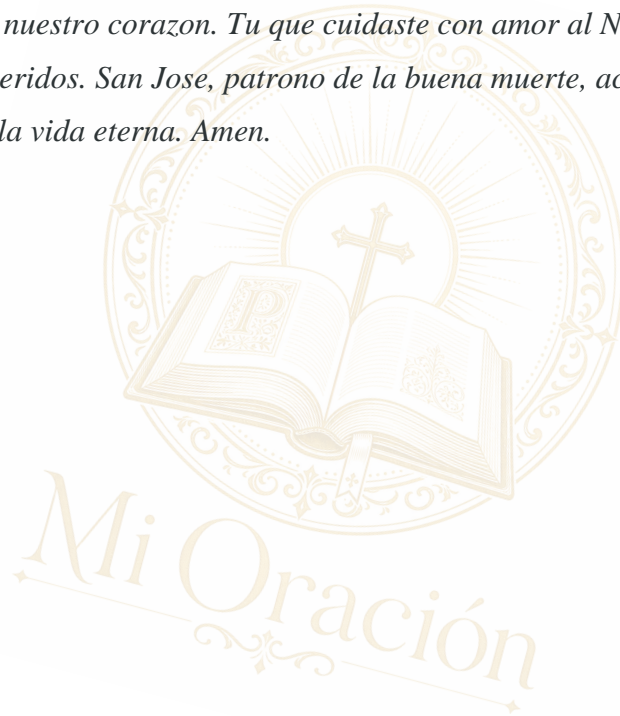 nuestro corazon. Tu que cuidaste con amor al N
eridos. San Jose, patrono de la buena muerte, ac
la vida eterna. Amen.
Mi Oración